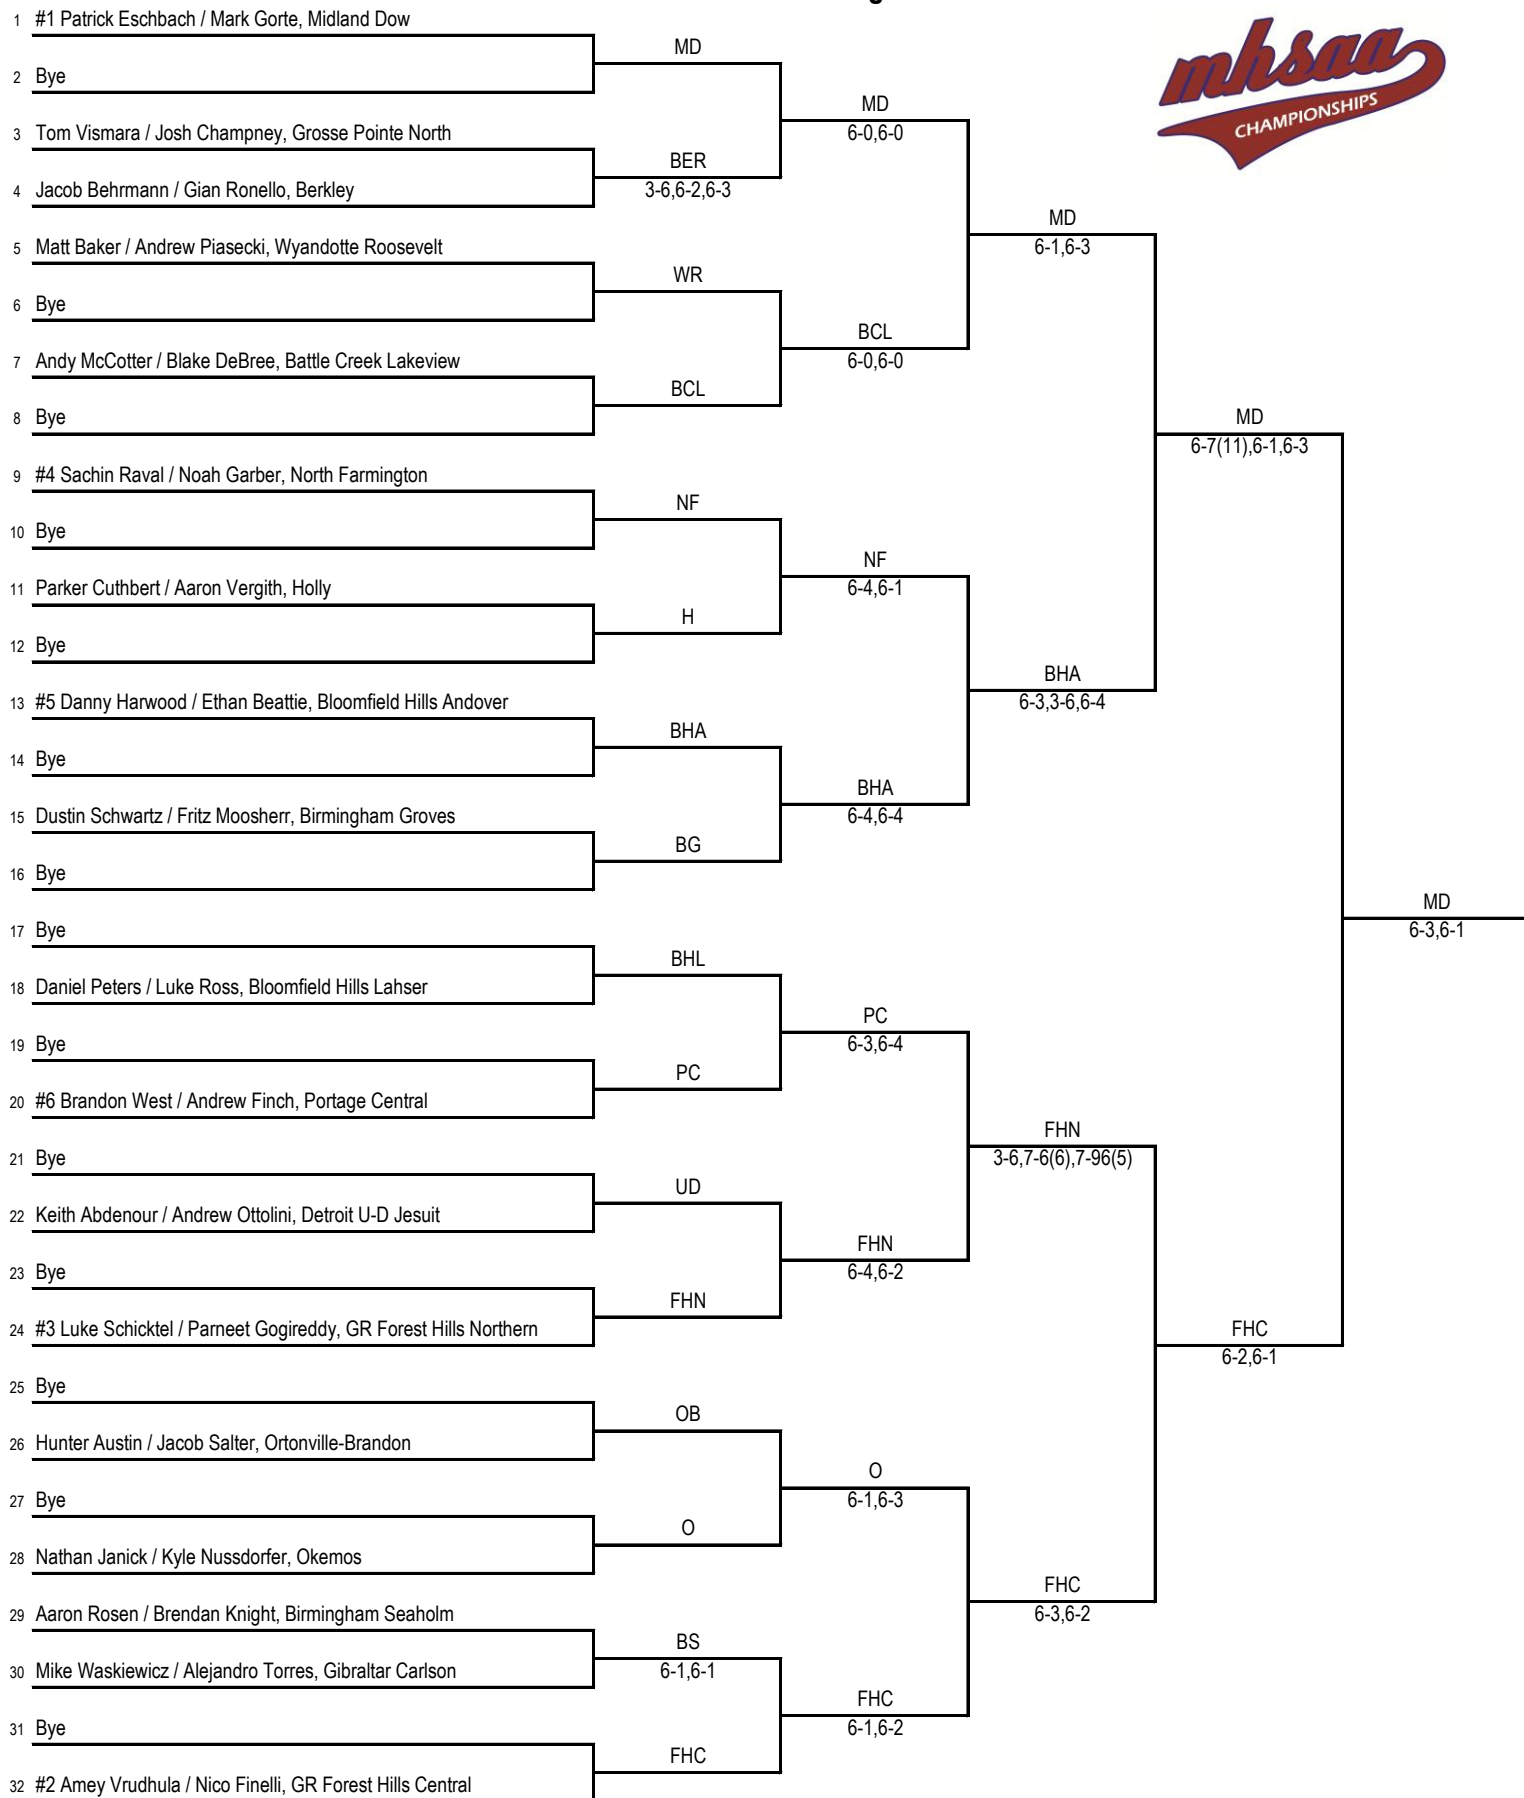 mhsaa
CHAMPIONSHIPS
1 #1 Patrick Eschbach / Mark Gorte, Midland Dow
MD
2 Bye
MD
6-0,6-0
3 Tom Vismara / Josh Champney, Grosse Pointe North
BER
3-6,6-2,6-3
4 Jacob Behrmann / Gian Ronello, Berkley
MD
6-1,6-3
5 Matt Baker / Andrew Piasecki, Wyandotte Roosevelt
WR
6 Bye
BCL
6-0,6-0
7 Andy McCotter / Blake DeBree, Battle Creek Lakeview
BCL
8 Bye
MD
6-7(11),6-1,6-3
9 #4 Sachin Raval / Noah Garber, North Farmington
NF
10 Bye
NF
6-4,6-1
11 Parker Cuthbert / Aaron Vergith, Holly
H
12 Bye
BHA
6-3,3-6,6-4
13 #5 Danny Harwood / Ethan Beattie, Bloomfield Hills Andover
BHA
14 Bye
BHA
6-4,6-4
15 Dustin Schwartz / Fritz Moosherr, Birmingham Groves
BG
16 Bye
MD
6-3,6-1
17 Bye
BHL
18 Daniel Peters / Luke Ross, Bloomfield Hills Lahser
PC
6-3,6-4
19 Bye
PC
20 #6 Brandon West / Andrew Finch, Portage Central
FHN
3-6,7-6(6),7-96(5)
21 Bye
UD
22 Keith Abdenour / Andrew Ottolini, Detroit U-D Jesuit
FHN
6-4,6-2
23 Bye
FHN
24 #3 Luke Schicktel / Parneet Gogireddy, GR Forest Hills Northern
FHC
6-2,6-1
25 Bye
OB
26 Hunter Austin / Jacob Salter, Ortonville-Brandon
O
6-1,6-3
27 Bye
O
28 Nathan Janick / Kyle Nussdorfer, Okemos
FHC
6-3,6-2
29 Aaron Rosen / Brendan Knight, Birmingham Seaholm
BS
6-1,6-1
30 Mike Waskiewicz / Alejandro Torres, Gibraltar Carlson
FHC
6-1,6-2
31 Bye
FHC
32 #2 Amey Vrudhula / Nico Finelli, GR Forest Hills Central